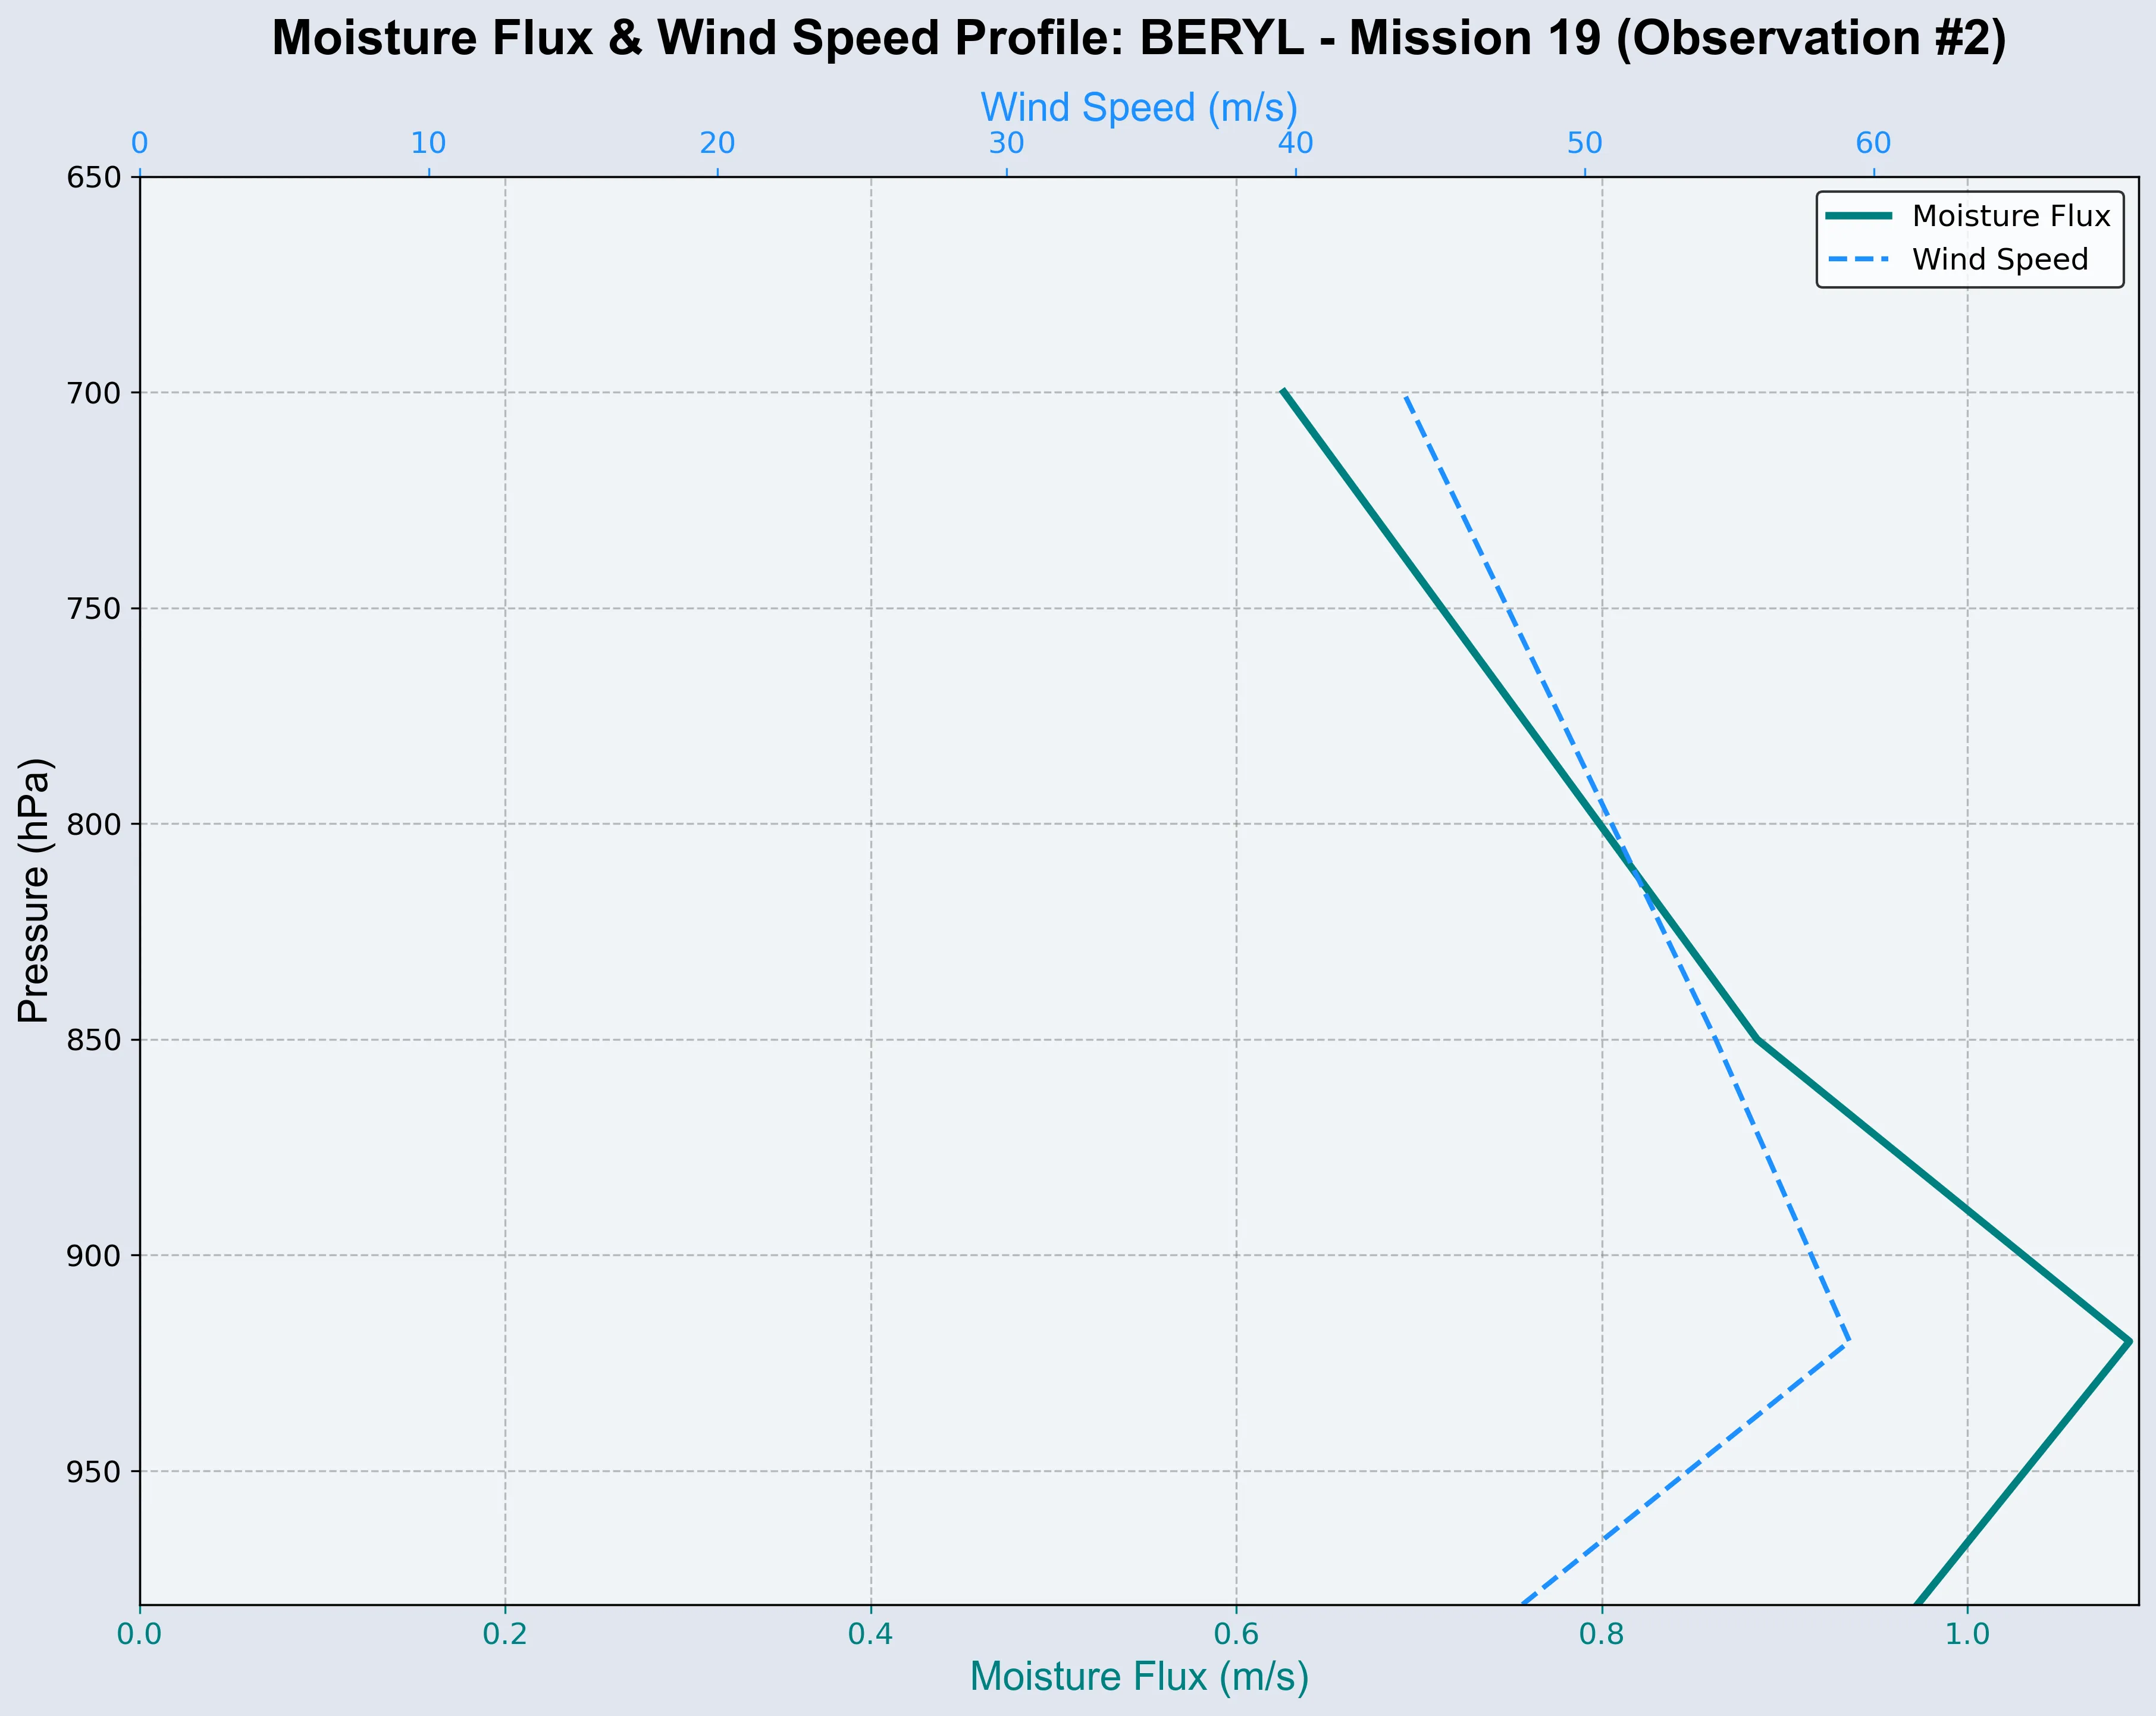 Moisture Flux & Wind Speed Profile: BERYL - Mission 19 (Observation #2)
Wind Speed (m/s)
0 10 20 30 40 50 60
Moisture Flux
Wind Speed
Pressure (hPa)
650
700
750
800
850
900
950
0.0 0.2 0.4 0.6 0.8 1.0
Moisture Flux (m/s)